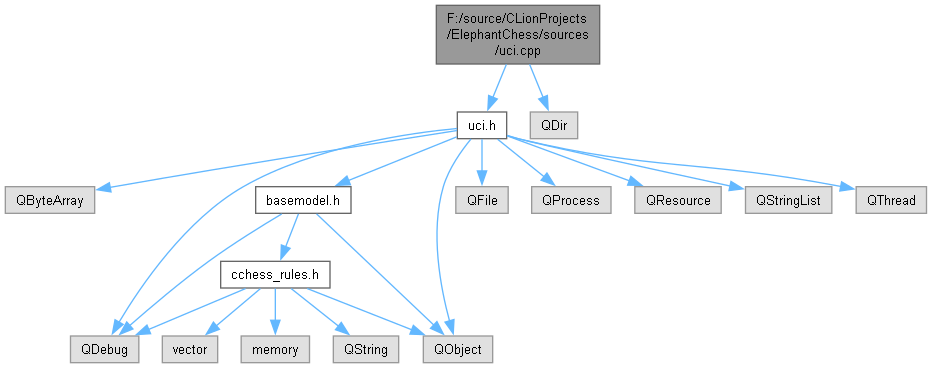 F:/source/CLionProjects
/ElephantChess/sources
/uci.cpp
uci.h
QDir
QByteArray
basemodel.h
QFile
QProcess
QResource
QStringList
QThread
cchess_rules.h
QDebug
vector
memory
QString
QObject